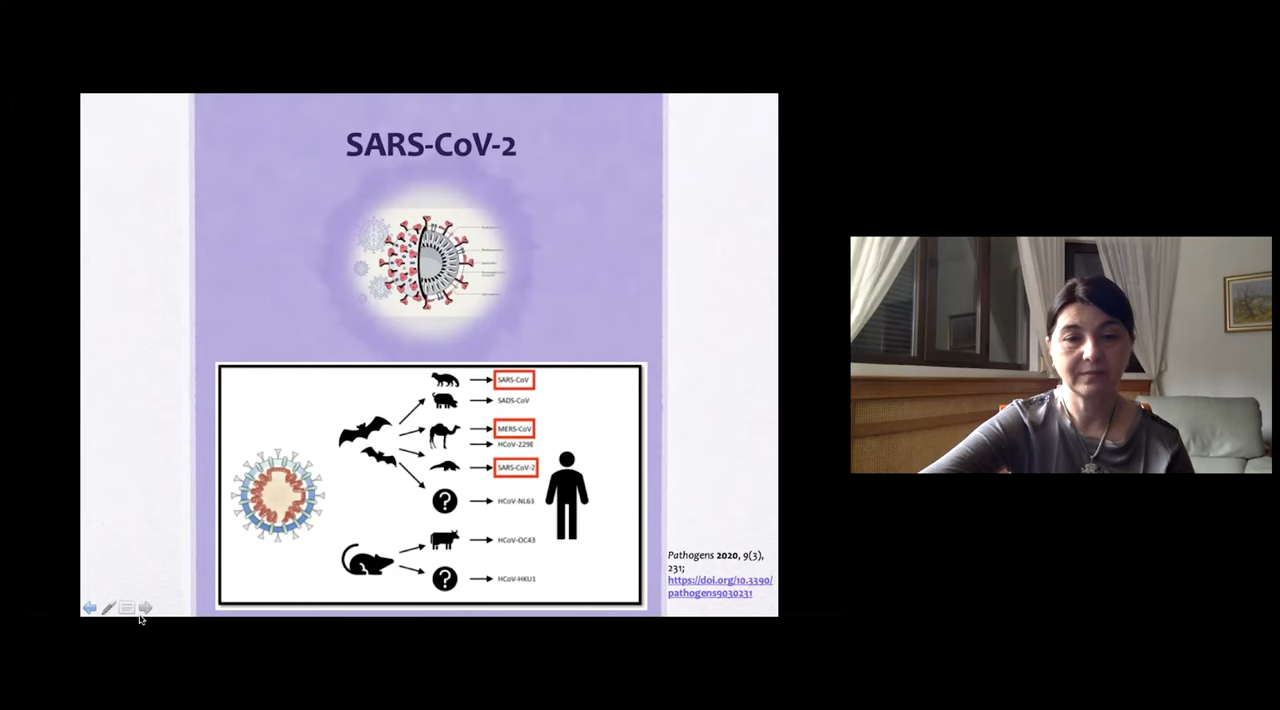 SARS-CoV-2
SARS-CoV
SADS-CoV
MERS-CoV
HCoV-229E
SARS-CoV-2
?
HCoV-NL63
HCoV-OC43
?
HCoV-HKU1
Pathogens 2020, 9(3),
231;
https://doi.org/10.3390/
pathogens9030231